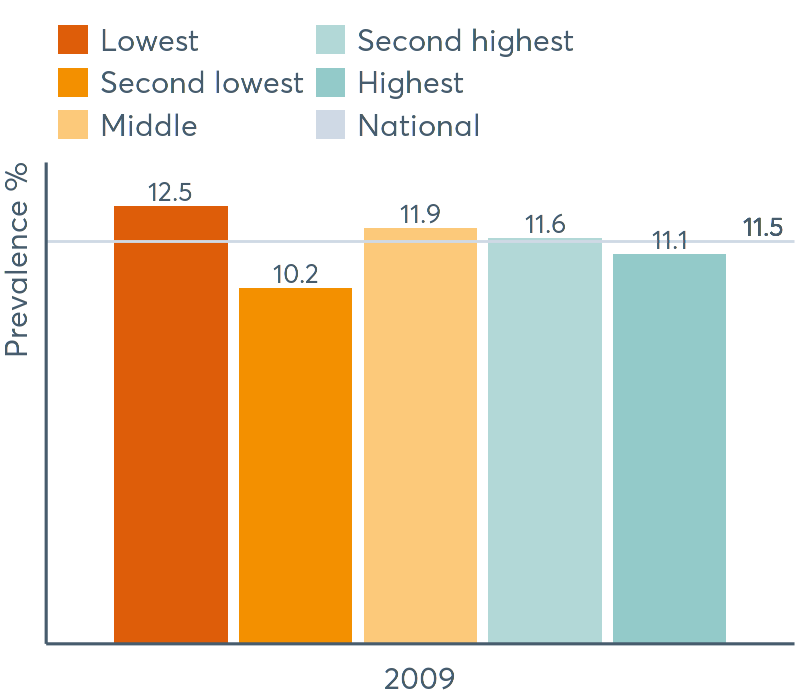 Lowest
Second lowest
Middle
Second highest
Highest
National
Prevalence %
12.5
10.2
11.9
11.6
11.1
11.5
2009